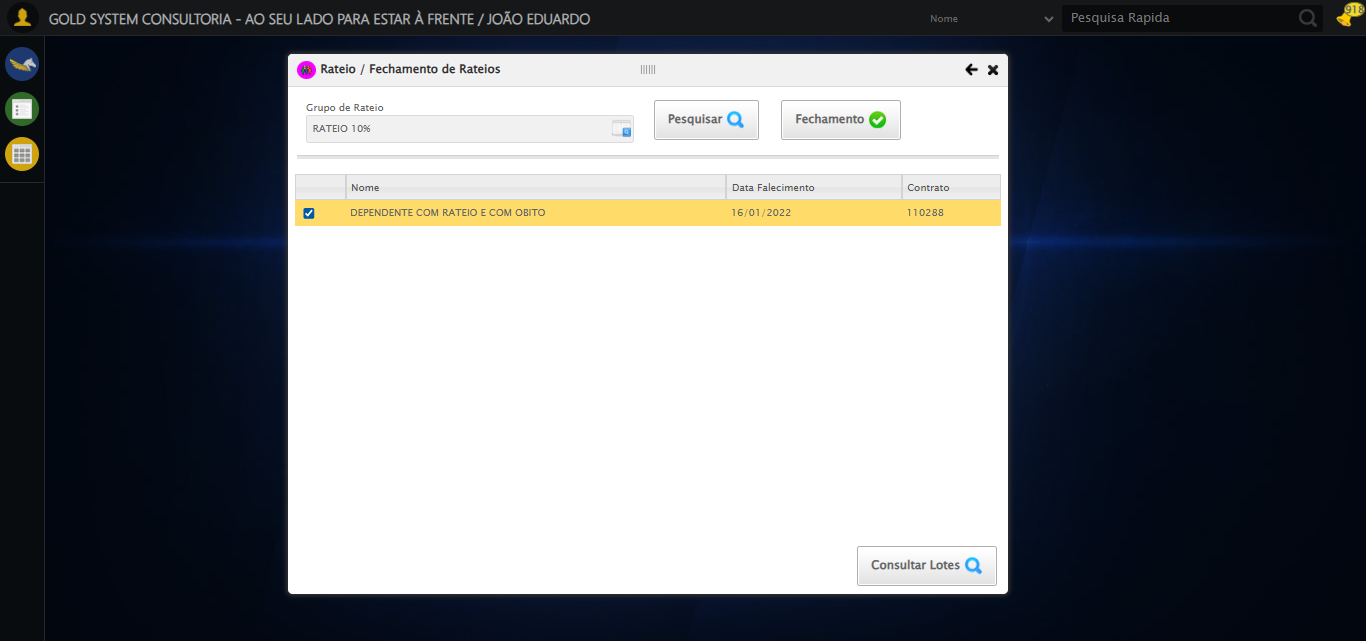 GOLD SYSTEM CONSULTORIA - AO SEU LADO PARA ESTAR À FRENTE / JOÃO EDUARDO
Nome
Pesquisa Rapida
918
Rateio / Fechamento de Rateios
Grupo de Rateio
RATEIO 10%
Pesquisar
Fechamento
Nome Data Falecimento Contrato
DEPENDENTE COM RATEIO E COM OBITO 16/01/2022 110288
Consultar Lotes